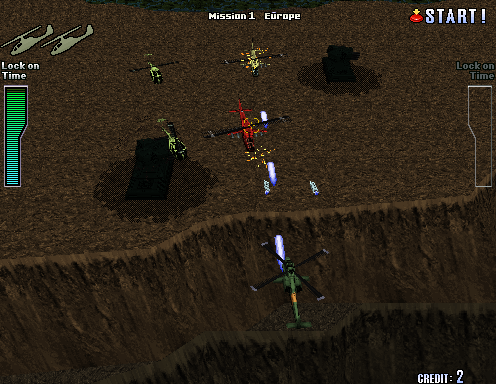 Mission 1 Europe
START!
Lock on
Time
Lock on
Time
CREDIT: 2